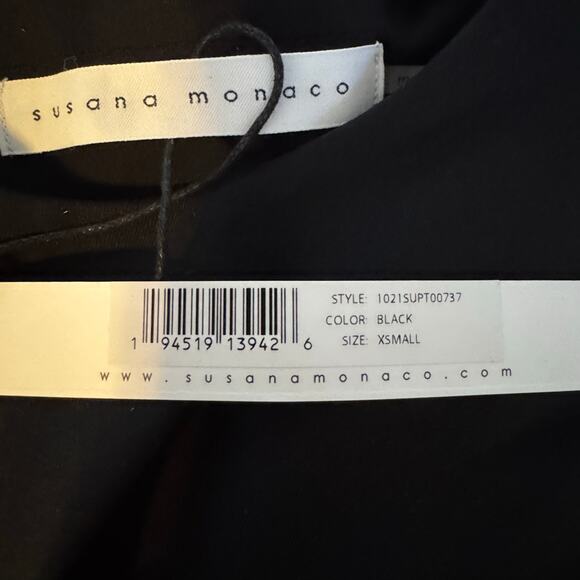 susana monaco
STYLE: 1021SUPT00737
COLOR: BLACK
SIZE: XSMALL
1 94519 13942 6
www.susanamonaco.com